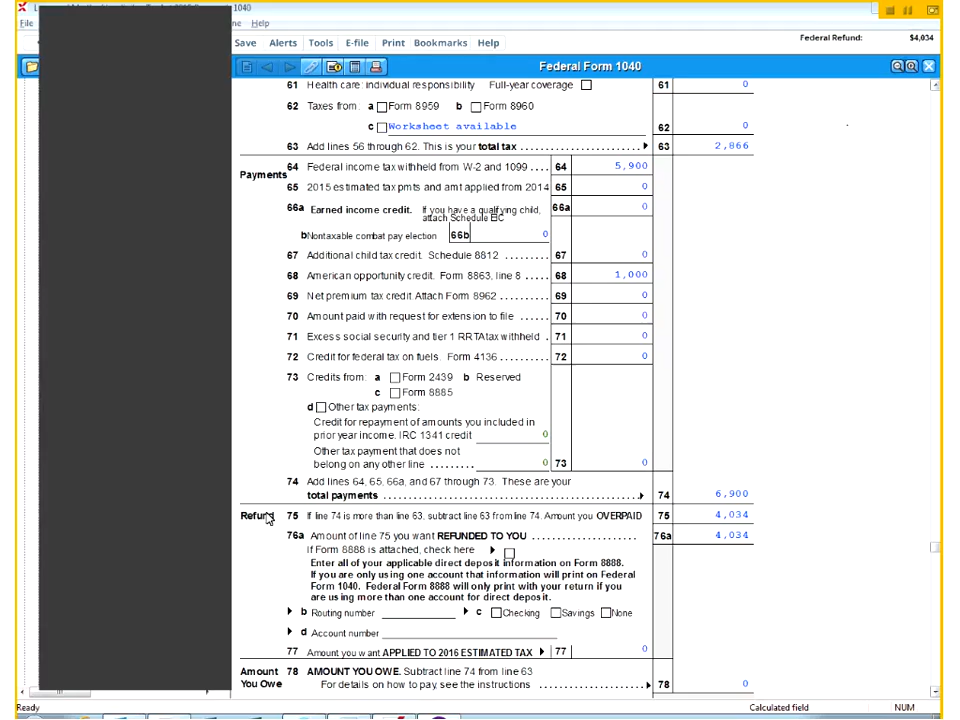 1040
File
ne Help
Save Alerts Tools E-file Print Bookmarks Help
Federal Refund: $4,034
Federal Form 1040
61 Health care: individual responsibility Full-year coverage 61 0
62 Taxes from: a Form 8959 b Form 8960
c Worksheet available 62 0
63 Add lines 56 through 62. This is your total tax 63 2,866
Payments
64 Federal income tax withheld from W-2 and 1099 .... 64 5,900
65 2015 estimated tax pmts and amt applied from 2014 65 0
66a Earned income credit. If you have a qualifying child, 66a 0
attach Schedule EIC
b Nontaxable combat pay election 66b 0
67 Additional child tax credit. Schedule 8812 ......... 67 0
68 American opportunity credit. Form 8863, line 8 ..... 68 1,000
69 Net premium tax credit Attach Form 8962 .......... 69 0
70 Amount paid with request for extension to file ...... 70 0
71 Excess social security and tier 1 RRTA tax withheld . 71 0
72 Credit for federal tax on fuels. Form 4136 .......... 72 0
73 Credits from: a Form 2439 b Reserved
c Form 8885
d Other tax payments:
Credit for repayment of amounts you included in
prior year income. IRC 1341 credit 0
Other tax payment that does not
belong on any other line ......... 0 73 0
74 Add lines 64, 65, 66a, and 67 through 73. These are your
total payments 74 6,900
Refund 75 If line 74 is more than line 63, subtract line 63 from line 74. Amount you OVERPAID 75 4,034
76a Amount of line 75 you want REFUNDED TO YOU 76a 4,034
If Form 8888 is attached, check here
Enter all of your applicable direct deposit information on Form 8888.
If you are only using one account that information will print on Federal
Form 1040. Federal Form 8888 will only print with your return if you
are using more than one account for direct deposit.
b Routing number c Checking Savings None
d Account number
77 Amount you want APPLIED TO 2016 ESTIMATED TAX 77 0
Amount 78 AMOUNT YOU OWE. Subtract line 74 from line 63
You Owe For details on how to pay, see the instructions 78 0
Ready Calculated field NUM